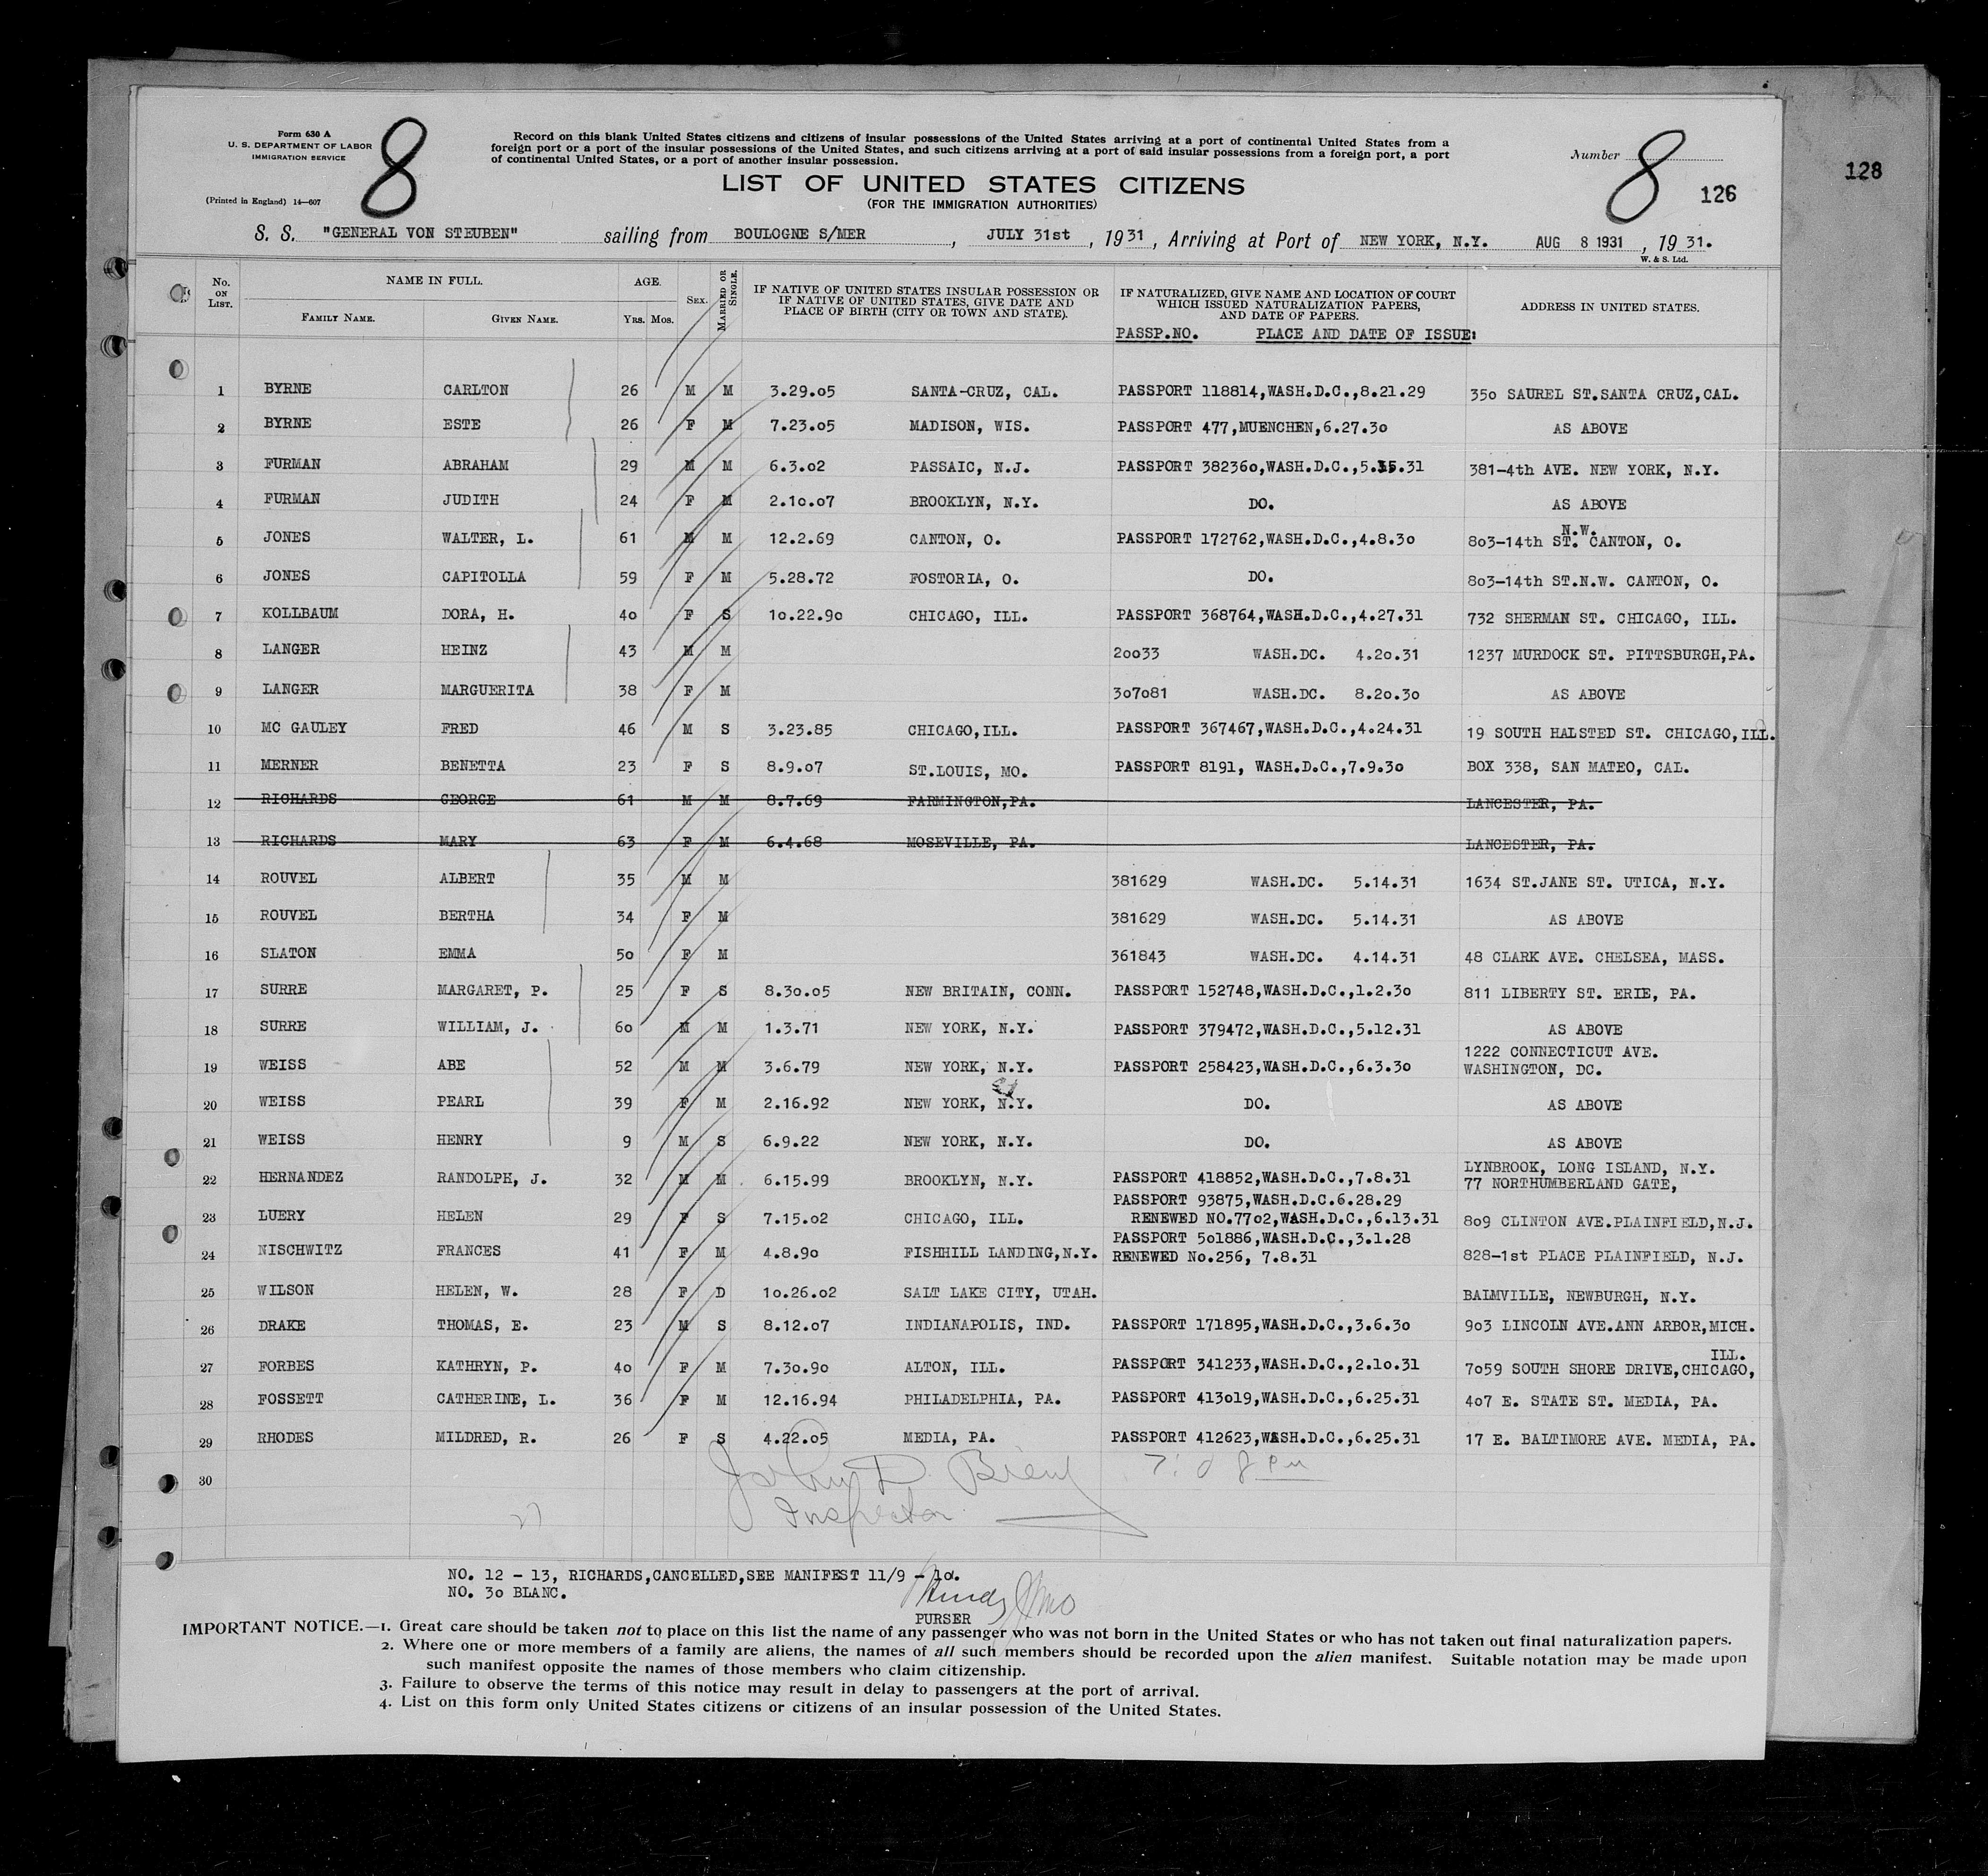 Form 630 A
U. S. DEPARTMENT OF LABOR
IMMIGRATION SERVICE
(Printed in England) 14—607
8
Record on this blank United States citizens and citizens of insular possessions of the United States arriving at a port of continental United States from a
foreign port or a port of the insular possessions of the United States, and such citizens arriving at a port of said insular possessions from a foreign port, a port
of continental United States, or a port of another insular possession.
Number 8 126
128
LIST OF UNITED STATES CITIZENS
(FOR THE IMMIGRATION AUTHORITIES)
S. S. "GENERAL VON STEUBEN" sailing from BOULOGNE S/MER, JULY 31st, 1931, Arriving at Port of NEW YORK, N.Y. AUG 8 1931, 19 31.
W. & S. Ltd.
No. ON LIST. NAME IN FULL. FAMILY NAME. GIVEN NAME. AGE. YRS. MOS. SEX. MARRIED OR SINGLE. IF NATIVE OF UNITED STATES INSULAR POSSESSION OR IF NATIVE OF UNITED STATES, GIVE DATE AND PLACE OF BIRTH (CITY OR TOWN AND STATE). IF NATURALIZED, GIVE NAME AND LOCATION OF COURT WHICH ISSUED NATURALIZATION PAPERS, AND DATE OF PAPERS. ADDRESS IN UNITED STATES.
PASSP.NO. PLACE AND DATE OF ISSUE:
1 BYRNE CARLTON 26 M M 3.29.05 SANTA-CRUZ, CAL. PASSPORT 118814,WASH.D.C.,8.21.29 350 SAUREL ST.SANTA CRUZ,CAL.
2 BYRNE ESTE 26 F M 7.23.05 MADISON, WIS. PASSPORT 477,MUENCHEN,6.27.30 AS ABOVE
3 FURMAN ABRAHAM 29 M M 6.3.02 PASSAIC, N.J. PASSPORT 382360,WASH.D.C.,5.15.31 381-4th AVE. NEW YORK, N.Y.
4 FURMAN JUDITH 24 F M 2.10.07 BROOKLYN, N.Y. DO. AS ABOVE
5 JONES WALTER, L. 61 M M 12.2.69 CANTON, O. PASSPORT 172762,WASH.D.C.,4.8.30 803-14th ST. N.W. CANTON, O.
6 JONES CAPITOLLA 59 F M 5.28.72 FOSTORIA, O. DO. 803-14th ST.N.W. CANTON, O.
7 KOLLBAUM DORA, H. 40 F S 10.22.90 CHICAGO, ILL. PASSPORT 368764,WASH.D.C.,4.27.31 732 SHERMAN ST. CHICAGO, ILL.
8 LANGER HEINZ 43 M M 20033 WASH.DC. 4.20.31 1237 MURDOCK ST. PITTSBURGH,PA.
9 LANGER MARGUERITA 38 F M 307081 WASH.DC. 8.20.30 AS ABOVE
10 MC GAULEY FRED 46 M S 3.23.85 CHICAGO,ILL. PASSPORT 367467,WASH.D.C.,4.24.31 19 SOUTH HALSTED ST. CHICAGO,ILL.
11 MERNER BENETTA 23 F S 8.9.07 ST.LOUIS, MO. PASSPORT 8191, WASH.D.C.,7.9.30 BOX 338, SAN MATEO, CAL.
12 RICHARDS GEORGE 61 M M 8.7.69 FARMINGTON,PA. LANCESTER, PA.
13 RICHARDS MARY 63 F M 6.4.68 MOSEVILLE, PA. LANCESTER, PA.
14 ROUVEL ALBERT 35 M M 381629 WASH.DC. 5.14.31 1634 ST.JANE ST. UTICA, N.Y.
15 ROUVEL BERTHA 34 F M 381629 WASH.DC. 5.14.31 AS ABOVE
16 SLATON EMMA 50 F M 361843 WASH.DC. 4.14.31 48 CLARK AVE. CHELSEA, MASS.
17 SURRE MARGARET, P. 25 F S 8.30.05 NEW BRITAIN, CONN. PASSPORT 152748,WASH.D.C.,1.2.30 811 LIBERTY ST. ERIE, PA.
18 SURRE WILLIAM, J. 60 M M 1.3.71 NEW YORK, N.Y. PASSPORT 379472,WASH.D.C.,5.12.31 AS ABOVE
19 WEISS ABE 52 M M 3.6.79 NEW YORK, N.Y. PASSPORT 258423,WASH.D.C.,6.3.30 1222 CONNECTICUT AVE. WASHINGTON, DC.
20 WEISS PEARL 39 F M 2.16.92 NEW YORK, N.Y. DO. AS ABOVE
21 WEISS HENRY 9 M S 6.9.22 NEW YORK, N.Y. DO. AS ABOVE
22 HERNANDEZ RANDOLPH, J. 32 M M 6.15.99 BROOKLYN, N.Y. PASSPORT 418852,WASH.D.C.,7.8.31 LYNBROOK, LONG ISLAND, N.Y. 77 NORTHUMBERLAND GATE,
23 LUERY HELEN 29 F S 7.15.02 CHICAGO, ILL. PASSPORT 93875,WASH.D.C.6.28.29 RENEWED NO.7702,WASH.D.C.,6.13.31 809 CLINTON AVE.PLAINFIELD,N.J.
24 NISCHWITZ FRANCES 41 F M 4.8.90 FISHHILL LANDING,N.Y. PASSPORT 501886,WASH.D.C.,3.1.28 RENEWED No.256, 7.8.31 828-1st PLACE PLAINFIELD, N.J.
25 WILSON HELEN, W. 28 F D 10.26.02 SALT LAKE CITY, UTAH. BALMVILLE, NEWBURGH, N.Y.
26 DRAKE THOMAS, E. 23 M S 8.12.07 INDIANAPOLIS, IND. PASSPORT 171895,WASH.D.C.,3.6.30 903 LINCOLN AVE.ANN ARBOR,MICH.
27 FORBES KATHRYN, P. 40 F M 7.30.90 ALTON, ILL. PASSPORT 341233,WASH.D.C.,2.10.31 7059 SOUTH SHORE DRIVE,CHICAGO, ILL.
28 FOSSETT CATHERINE, L. 36 F M 12.16.94 PHILADELPHIA, PA. PASSPORT 413019,WASH.D.C.,6.25.31 407 E. STATE ST. MEDIA, PA.
29 RHODES MILDRED, R. 26 F S 4.22.05 MEDIA, PA. PASSPORT 412623,WASH.D.C.,6.25.31 17 E. BALTIMORE AVE. MEDIA, PA.
30
Inspector
NO. 12 - 13, RICHARDS,CANCELLED,SEE MANIFEST 11/9 - 10.
NO. 30 BLANC.
PURSER
IMPORTANT NOTICE.—1. Great care should be taken not to place on this list the name of any passenger who was not born in the United States or who has not taken out final naturalization papers.
2. Where one or more members of a family are aliens, the names of all such members should be recorded upon the alien manifest. Suitable notation may be made upon
such manifest opposite the names of those members who claim citizenship.
3. Failure to observe the terms of this notice may result in delay to passengers at the port of arrival.
4. List on this form only United States citizens or citizens of an insular possession of the United States.